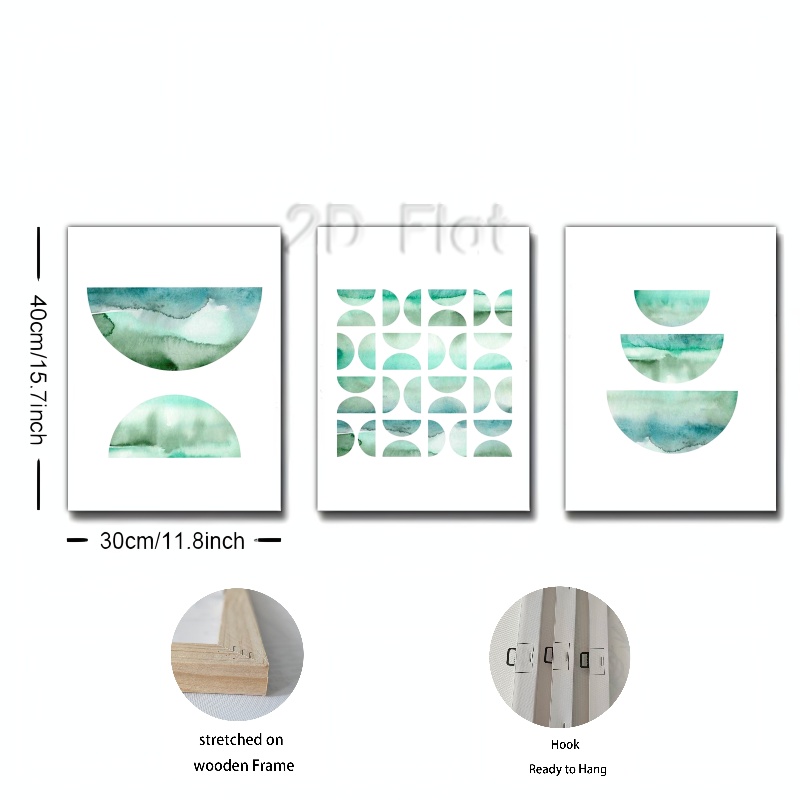 2D Flat
40cm/15.7inch
30cm/11.8inch
stretched on
wooden Frame
Hook
Ready to Hang